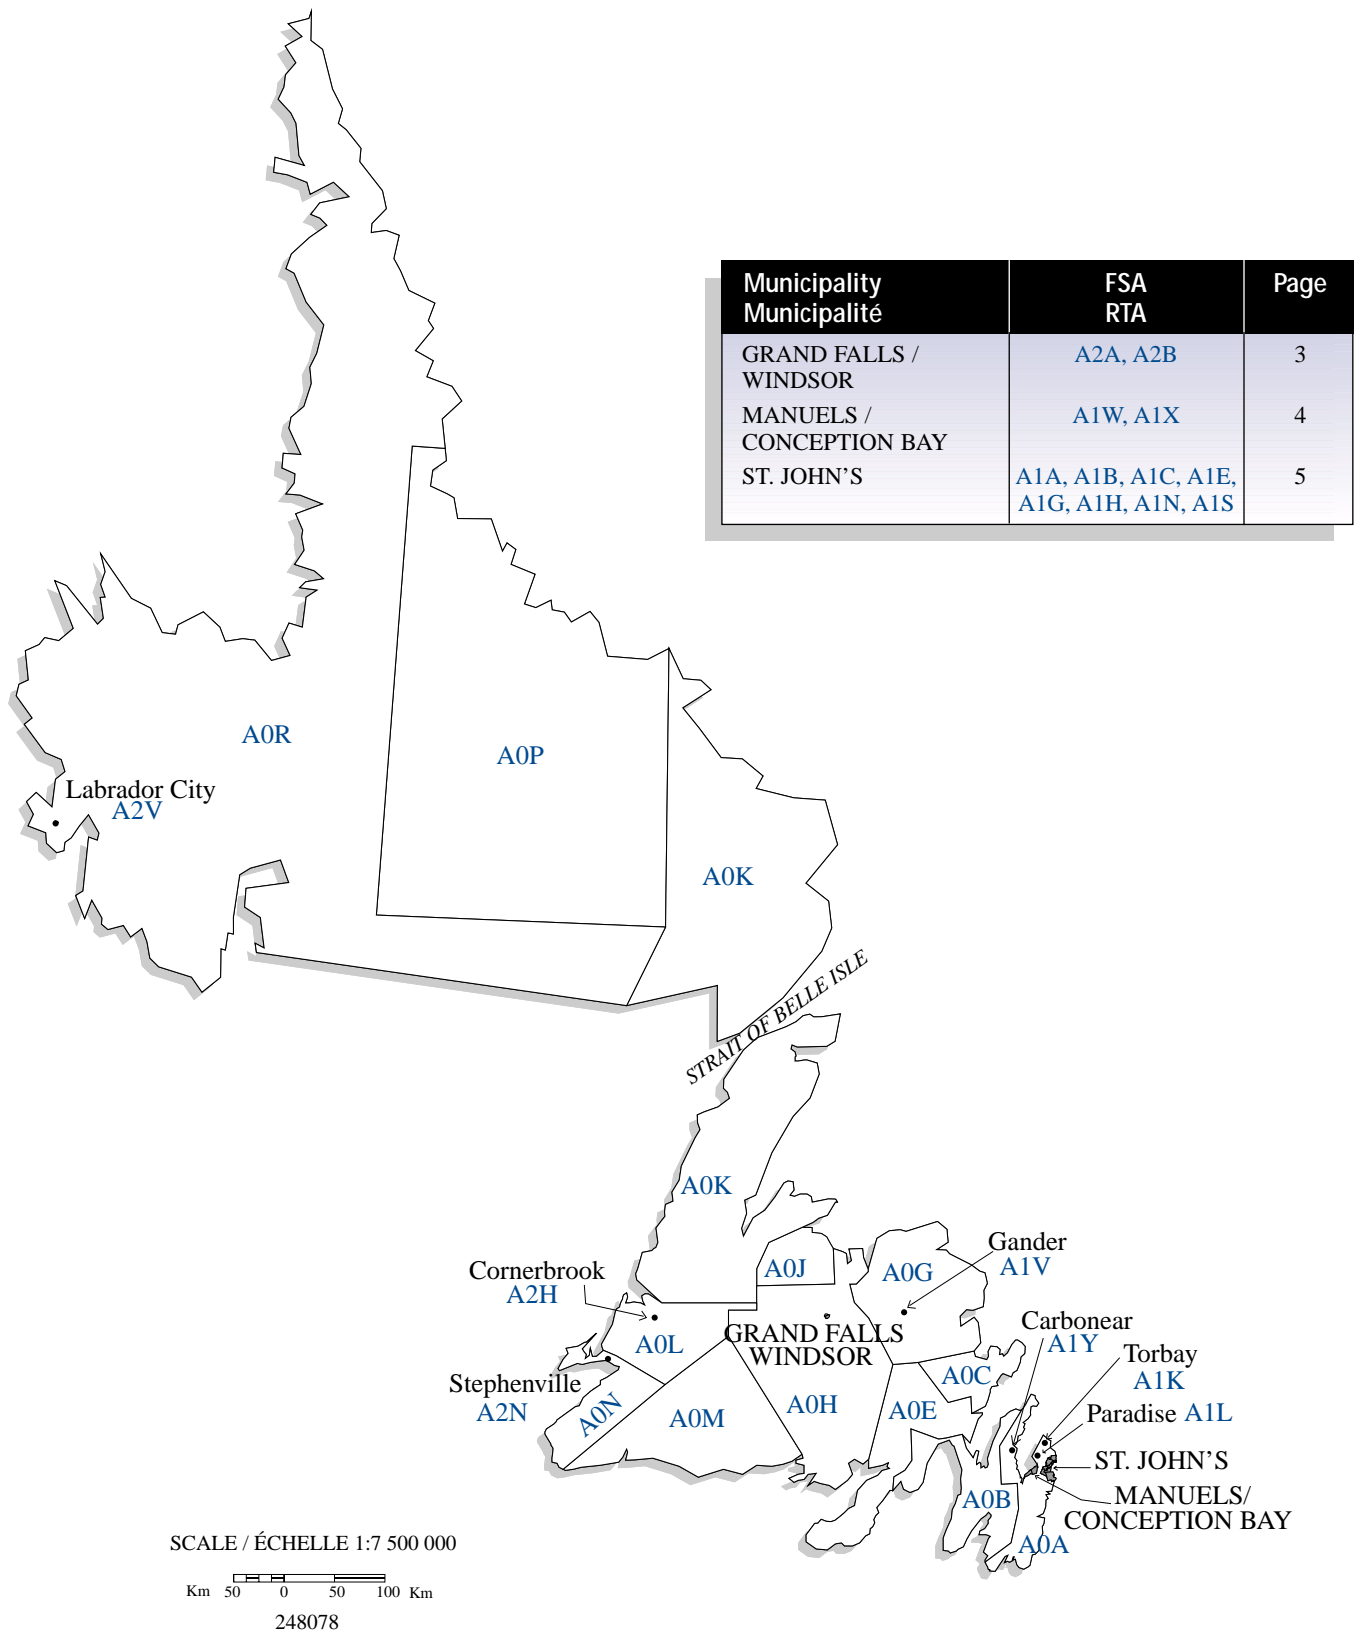 Municipality FSA Page
Municipalité RTA
GRAND FALLS / A2A, A2B 3
WINDSOR
MANUELS / A1W, A1X 4
CONCEPTION BAY
ST. JOHN'S A1A, A1B, A1C, A1E, 5
A1G, A1H, A1N, A1S
A0R
A0P
Labrador City
A2V
A0K
STRAIT OF BELLE ISLE
A0K
Gander
A1V
Cornerbrook
A2H
A0J
A0G
Carbonear
A1Y
GRAND FALLS
WINDSOR
A0L
Torbay
A1K
Stephenville
A2N
A0C
A0N
A0M
A0H
A0E
Paradise A1L
ST. JOHN'S
MANUELS/
CONCEPTION BAY
A0B
A0A
SCALE / ÉCHELLE 1:7 500 000
Km 50 0 50 100 Km
248078